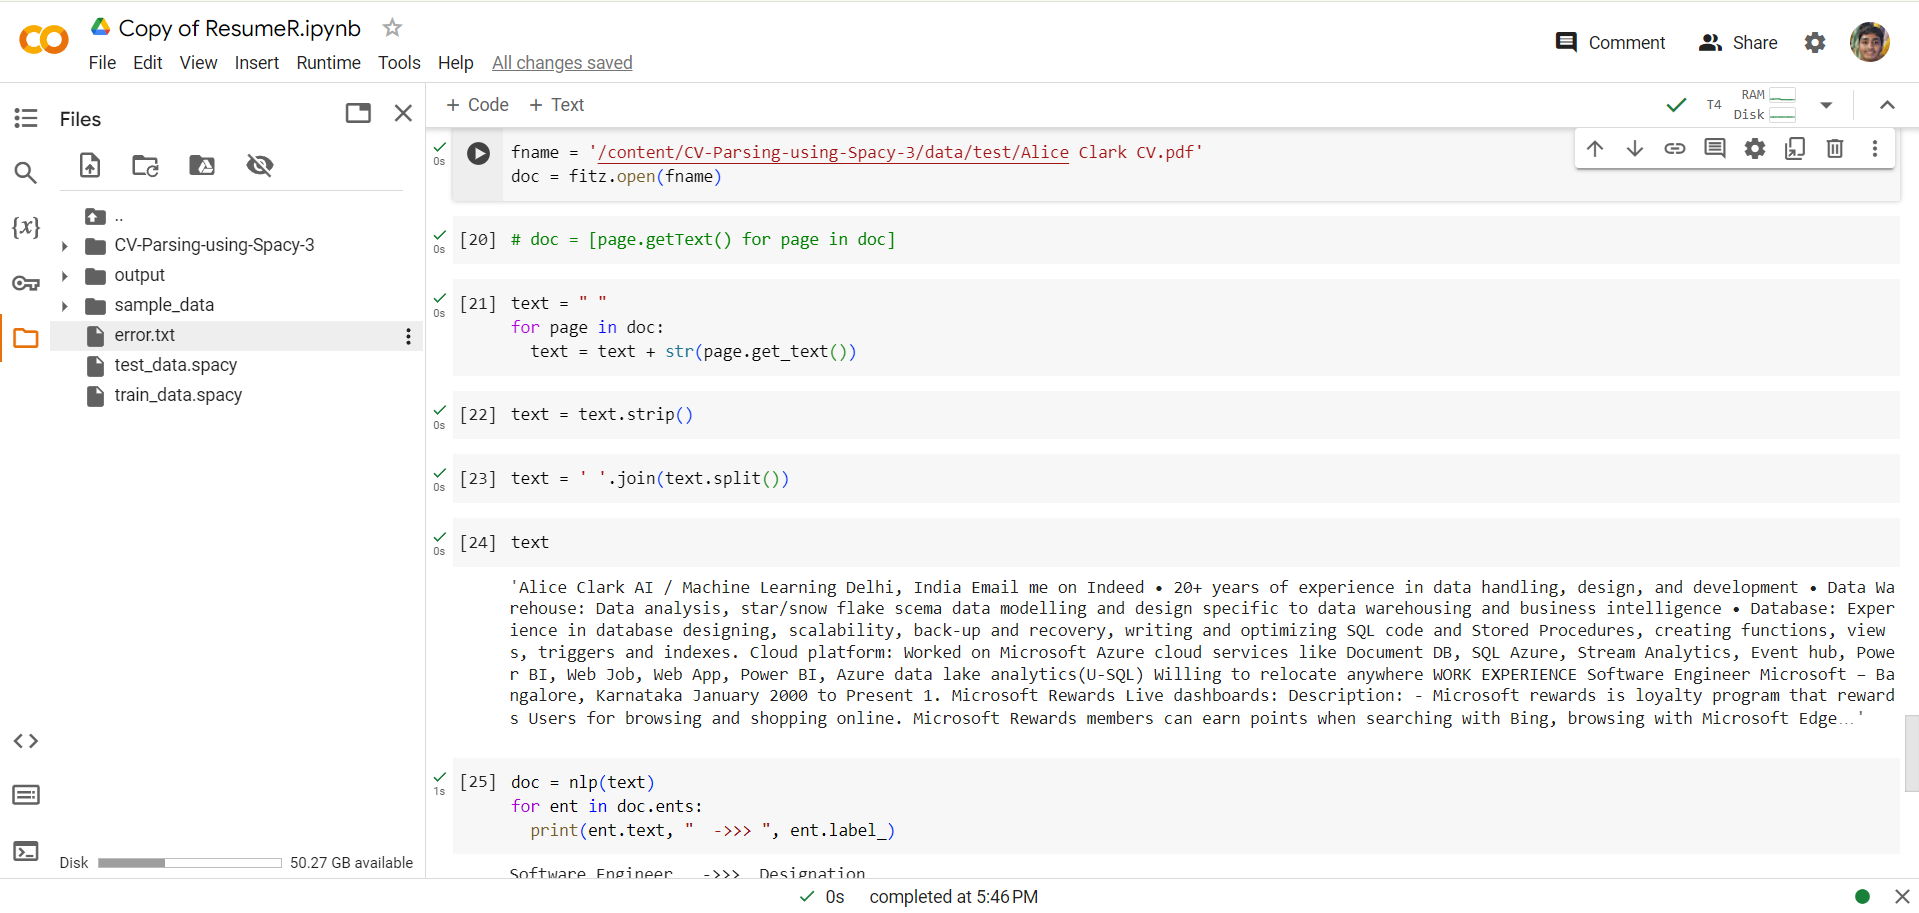 Copy of ResumeR.ipynb
File Edit View Insert Runtime Tools Help All changes saved
Comment Share
Files
+ Code + Text
T4 RAM Disk
..
CV-Parsing-using-Spacy-3
output
sample_data
error.txt
test_data.spacy
train_data.spacy
{x}
Disk 50.27 GB available
0s
fname = '/content/CV-Parsing-using-Spacy-3/data/test/Alice Clark CV.pdf'
doc = fitz.open(fname)
0s
[20] # doc = [page.getText() for page in doc]
0s
[21] text = " "
for page in doc:
text = text + str(page.get_text())
0s
[22] text = text.strip()
0s
[23] text = ' '.join(text.split())
0s
[24] text
'Alice Clark AI / Machine Learning Delhi, India Email me on Indeed • 20+ years of experience in data handling, design, and development • Data Wa
rehouse: Data analysis, star/snow flake scema data modelling and design specific to data warehousing and business intelligence • Database: Exper
ience in database designing, scalability, back-up and recovery, writing and optimizing SQL code and Stored Procedures, creating functions, view
s, triggers and indexes. Cloud platform: Worked on Microsoft Azure cloud services like Document DB, SQL Azure, Stream Analytics, Event hub, Powe
r BI, Web Job, Web App, Power BI, Azure data lake analytics(U-SQL) Willing to relocate anywhere WORK EXPERIENCE Software Engineer Microsoft – Ba
ngalore, Karnataka January 2000 to Present 1. Microsoft Rewards Live dashboards: Description: - Microsoft rewards is loyalty program that reward
s Users for browsing and shopping online. Microsoft Rewards members can earn points when searching with Bing, browsing with Microsoft Edge…'
1s
[25] doc = nlp(text)
for ent in doc.ents:
print(ent.text, "  ->>> ", ent.label_)
Software Engineer   ->>>  Designation
0s completed at 5:46 PM